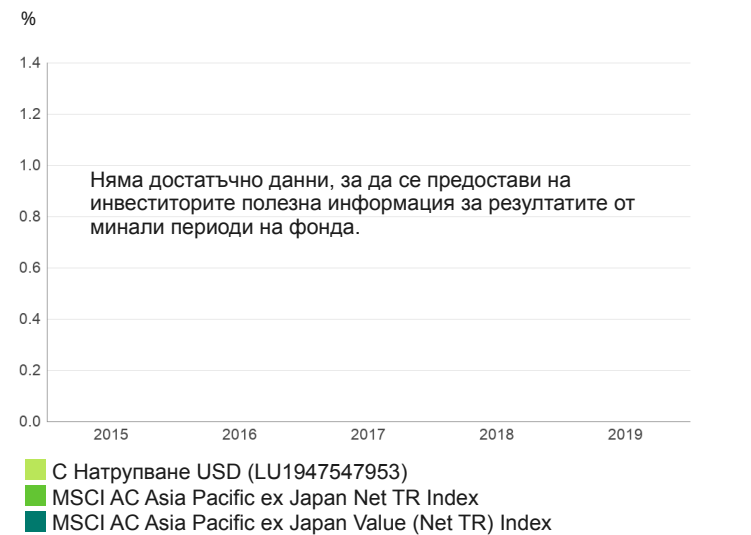 %
1.4
1.2
1.0
Няма достатъчно данни, за да се предостави на
инвеститорите полезна информация за резултатите от
минали периоди на фонда.
0.8
0.6
0.4
0.2
0.0
2015 2016 2017 2018 2019
С Натрупване USD (LU1947547953)
MSCI AC Asia Pacific ex Japan Net TR Index
MSCI AC Asia Pacific ex Japan Value (Net TR) Index